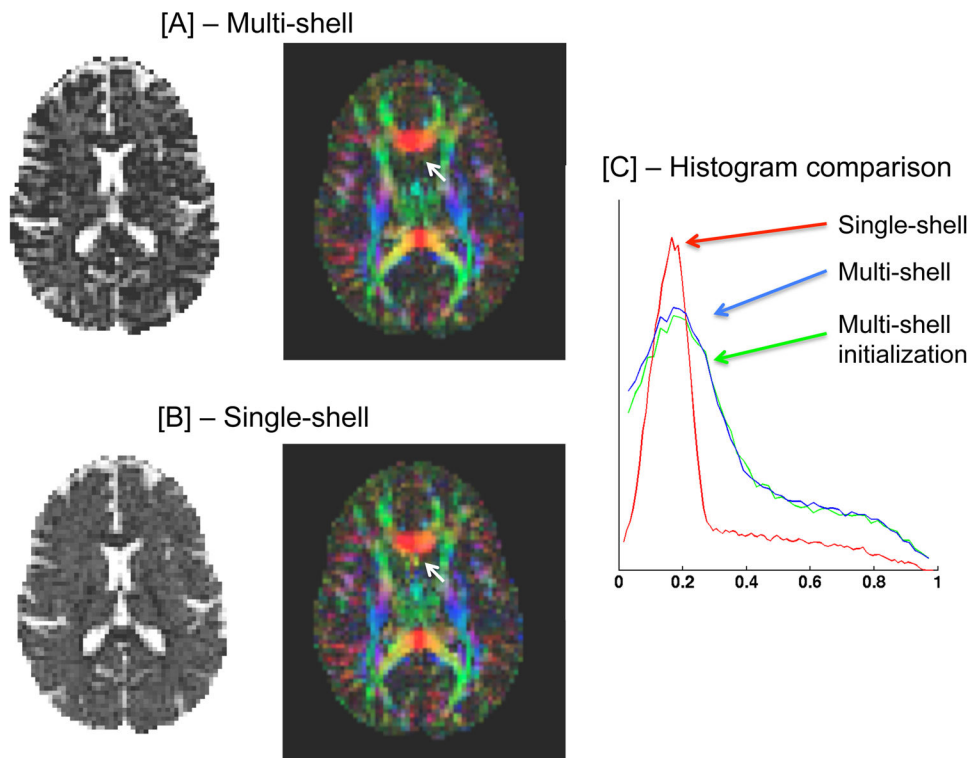 [A] – Multi-shell
[B] – Single-shell
[C] – Histogram comparison
Single-shell
Multi-shell
Multi-shell
initialization
0 0.2 0.4 0.6 0.8 1